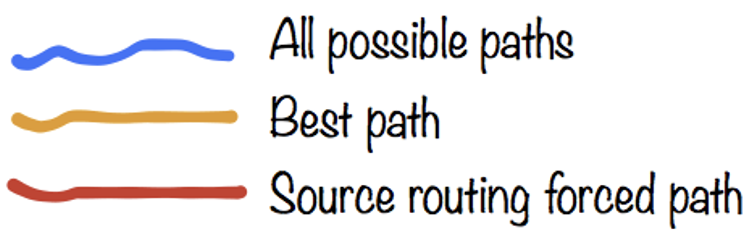 All possible paths
Best path
Source routing forced path